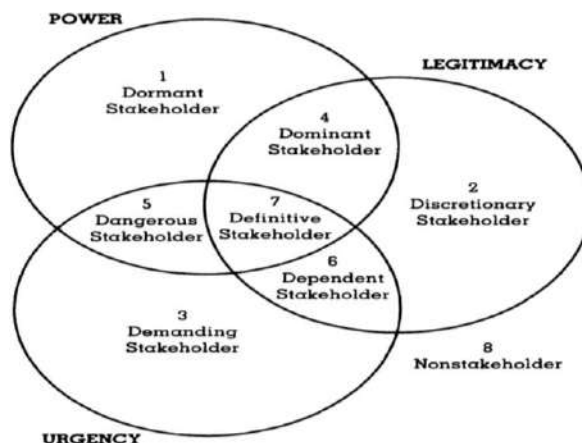 POWER
LEGITIMACY
1
Dormant
Stakeholder
4
Dominant
Stakeholder
2
Discretionary
Stakeholder
5
Dangerous
Stakeholder
7
Definitive
Stakeholder
6
Dependent
Stakeholder
3
Demanding
Stakeholder
8
Nonstakeholder
URGENCY